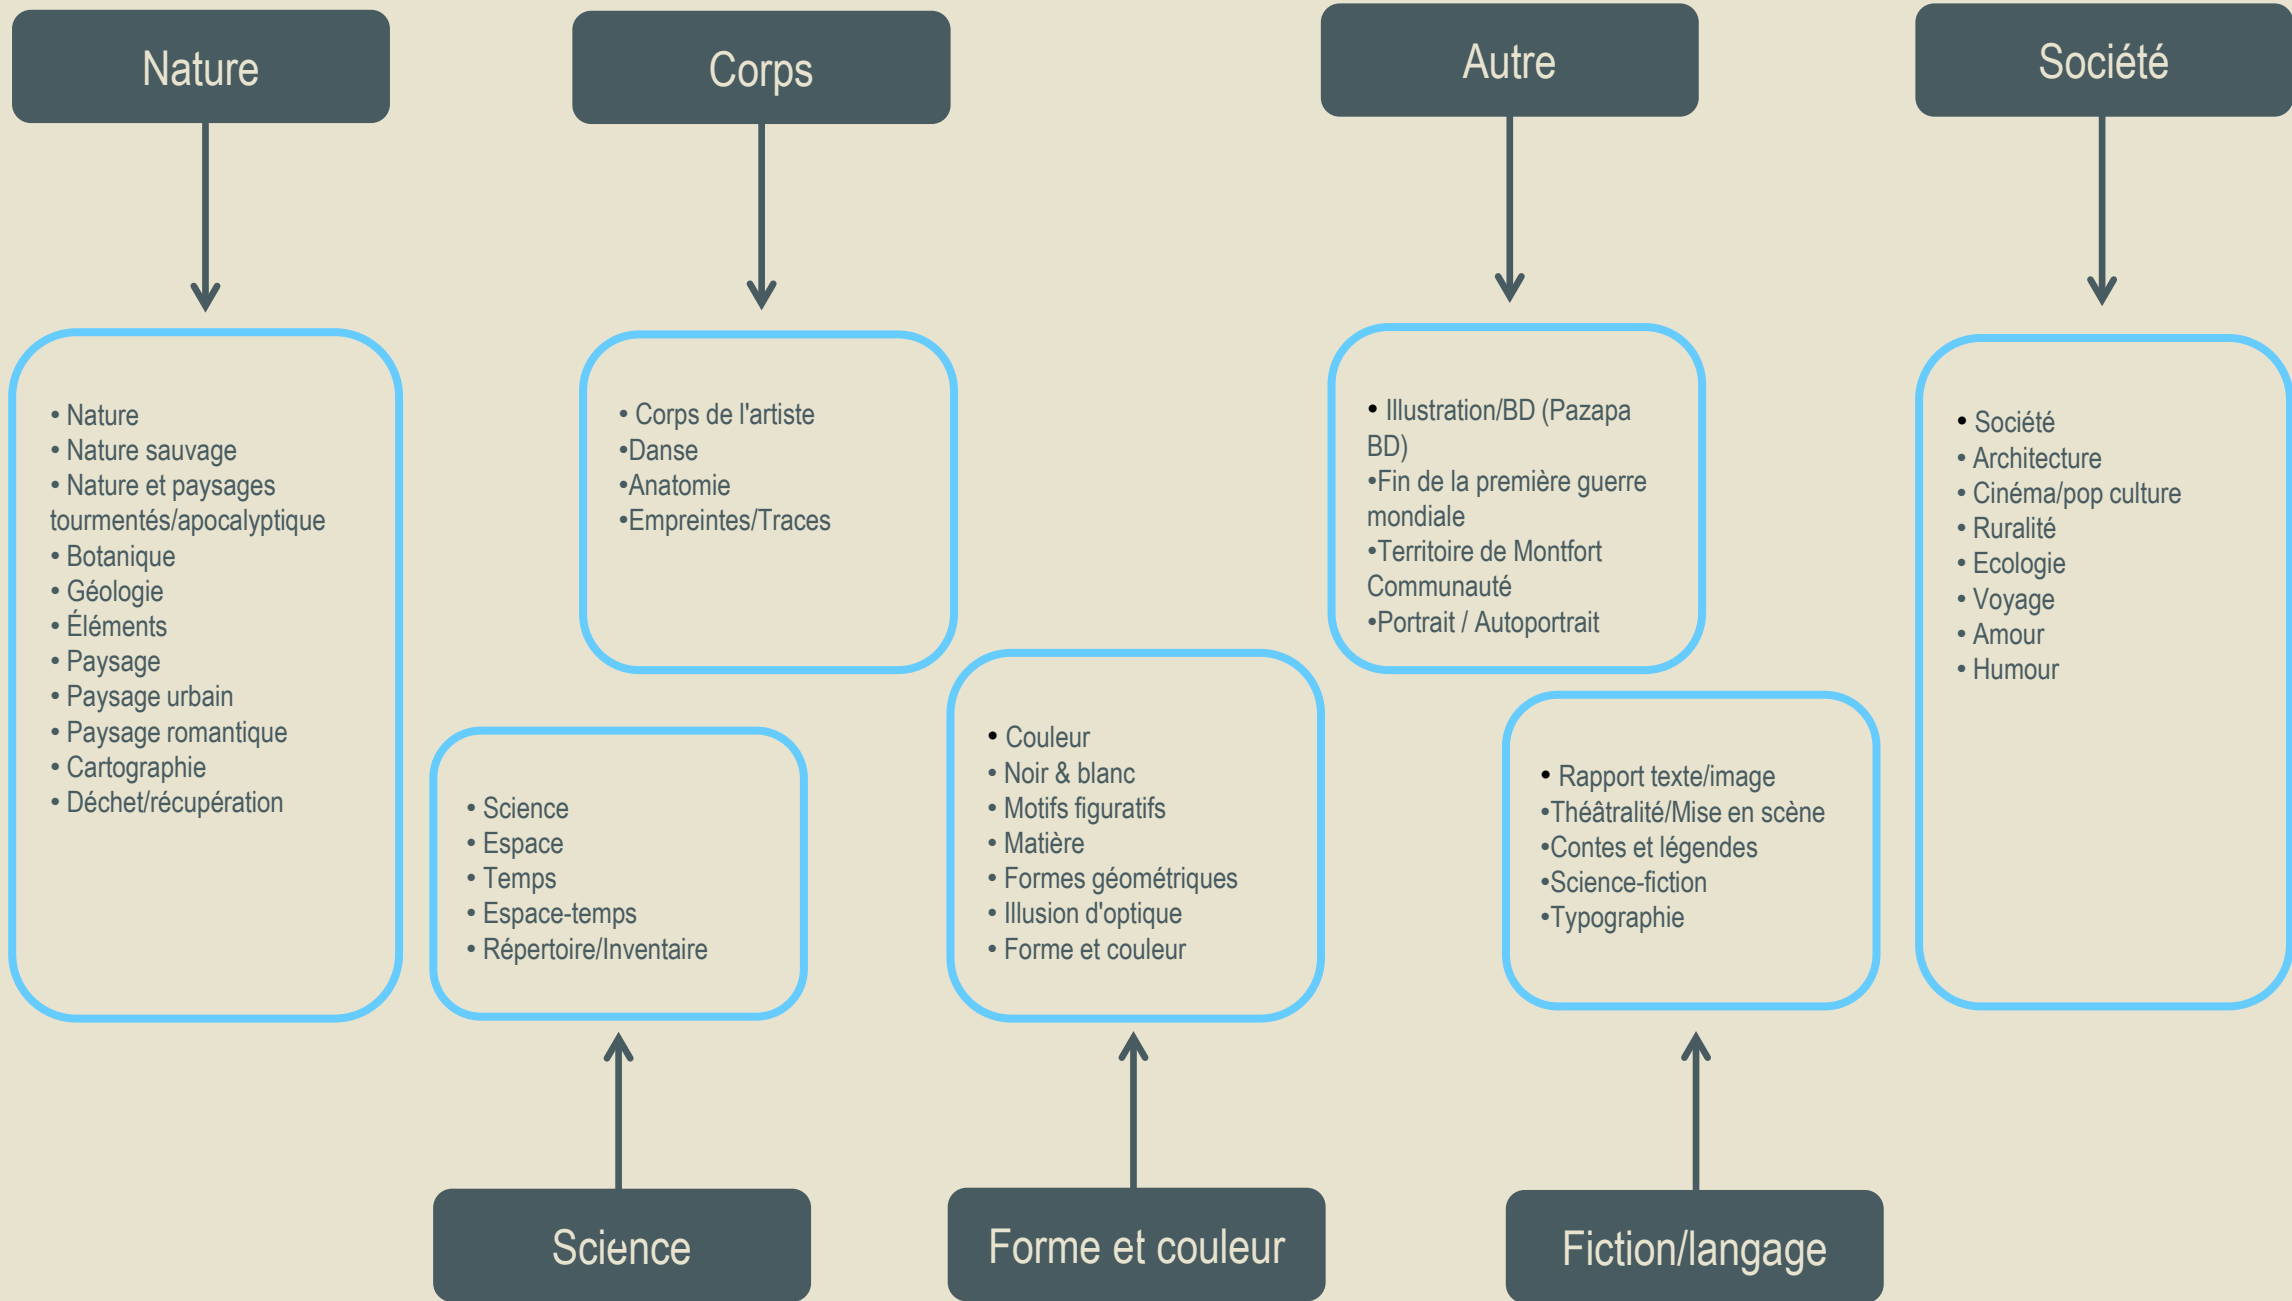 Nature
Corps
Autre
Société
• Nature
• Nature sauvage
• Nature et paysages
tourmentés/apocalyptique
• Botanique
• Géologie
• Éléments
• Paysage
• Paysage urbain
• Paysage romantique
• Cartographie
• Déchet/récupération
• Corps de l'artiste
•Danse
•Anatomie
•Empreintes/Traces
• Illustration/BD (Pazapa
BD)
•Fin de la première guerre
mondiale
•Territoire de Montfort
Communauté
•Portrait / Autoportrait
• Société
• Architecture
• Cinéma/pop culture
• Ruralité
• Ecologie
• Voyage
• Amour
• Humour
• Science
• Espace
• Temps
• Espace-temps
• Répertoire/Inventaire
• Couleur
• Noir & blanc
• Motifs figuratifs
• Matière
• Formes géométriques
• Illusion d'optique
• Forme et couleur
• Rapport texte/image
•Théâtralité/Mise en scène
•Contes et légendes
•Science-fiction
•Typographie
Science
Forme et couleur
Fiction/langage